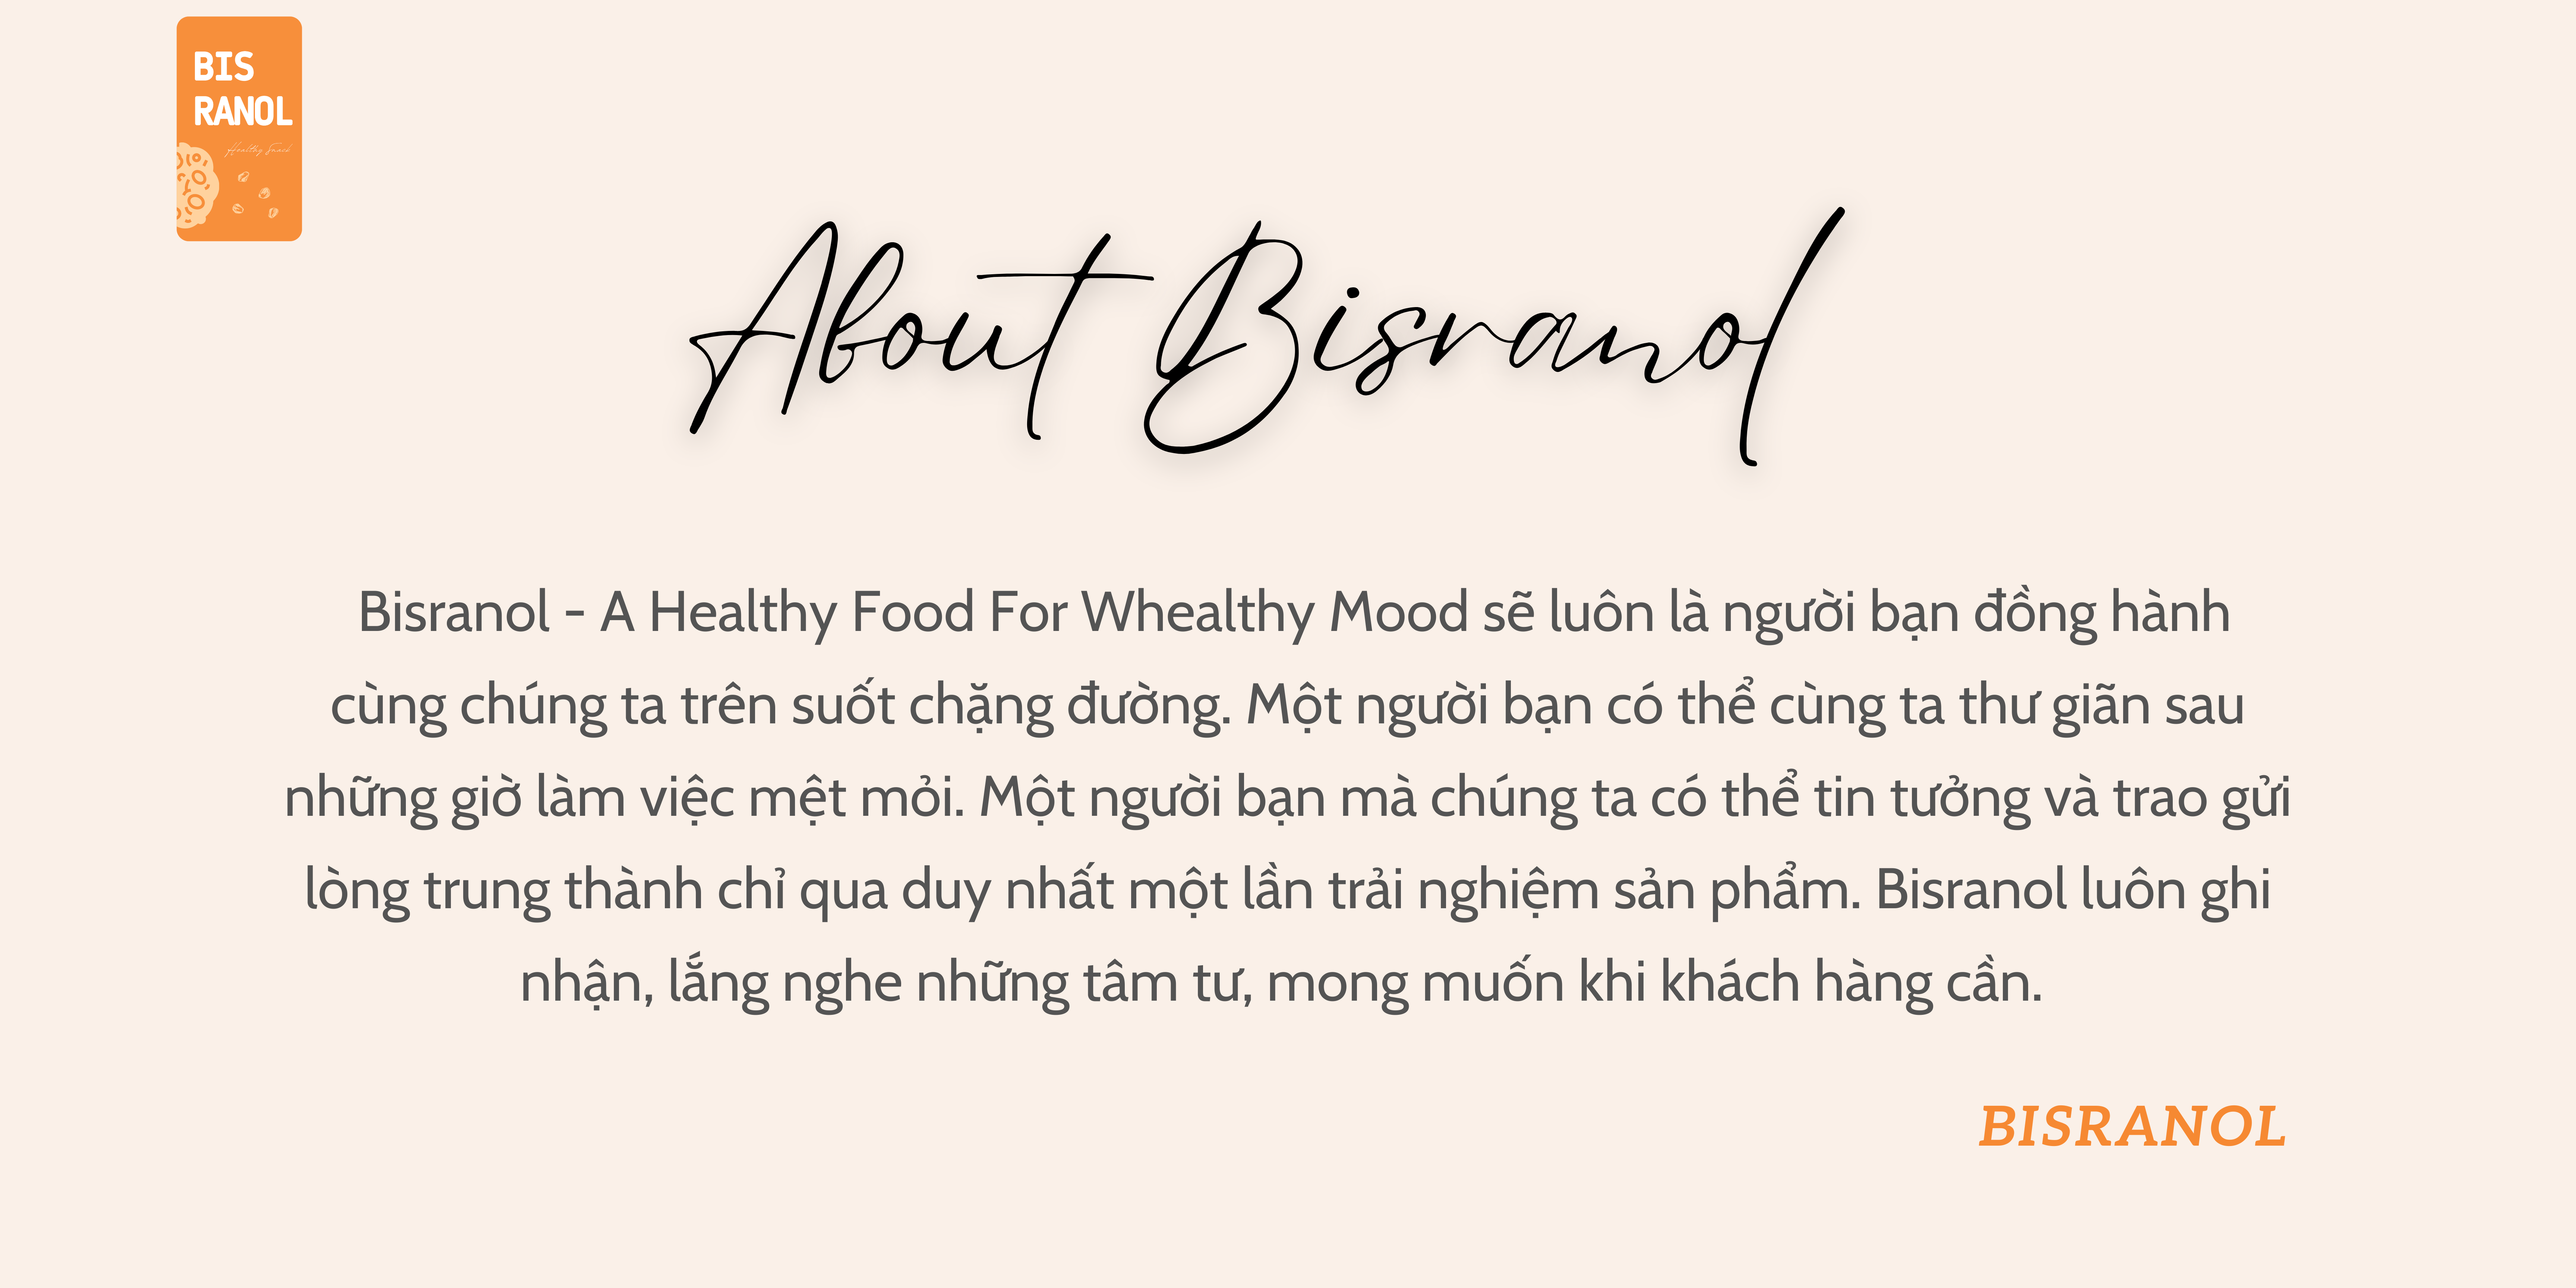 BIS
RANOL
Healthy Snack
About Bisranol
Bisranol - A Healthy Food For Whealthy Mood sẽ luôn là người bạn đồng hành
cùng chúng ta trên suốt chặng đường. Một người bạn có thể cùng ta thư giãn sau
những giờ làm việc mệt mỏi. Một người bạn mà chúng ta có thể tin tưởng và trao gửi
lòng trung thành chỉ qua duy nhất một lần trải nghiệm sản phẩm. Bisranol luôn ghi
nhận, lắng nghe những tâm tư, mong muốn khi khách hàng cần.
BISRANOL